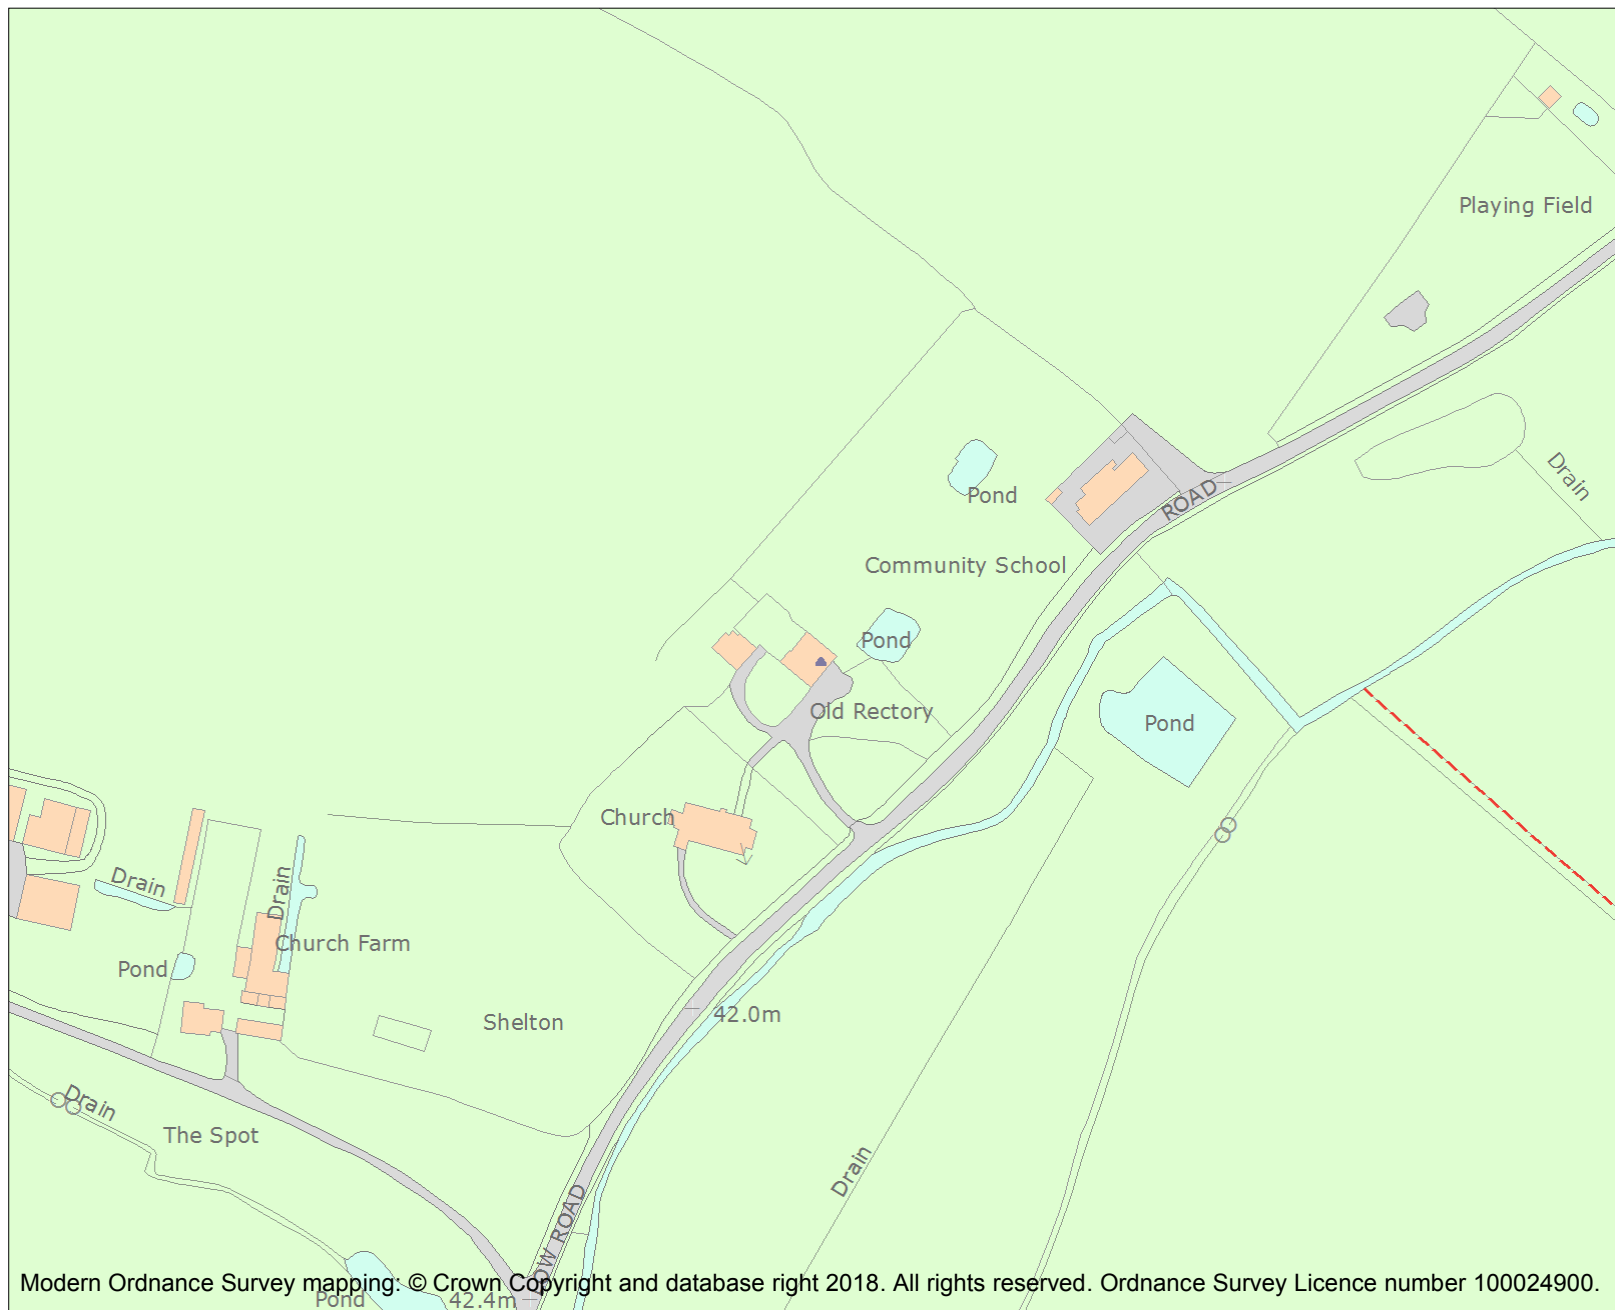 Playing Field
Drain
ROAD
Pond
Community School
Pond
Old Rectory
Pond
Church
Drain
Drain
Church Farm
Pond
Shelton
42.0m
Drain
The Spot
Drain
OW ROAD
Modern Ordnance Survey mapping: © Crown Copyright and database right 2018. All rights reserved. Ordnance Survey Licence number 100024900.
Pond
42.4m